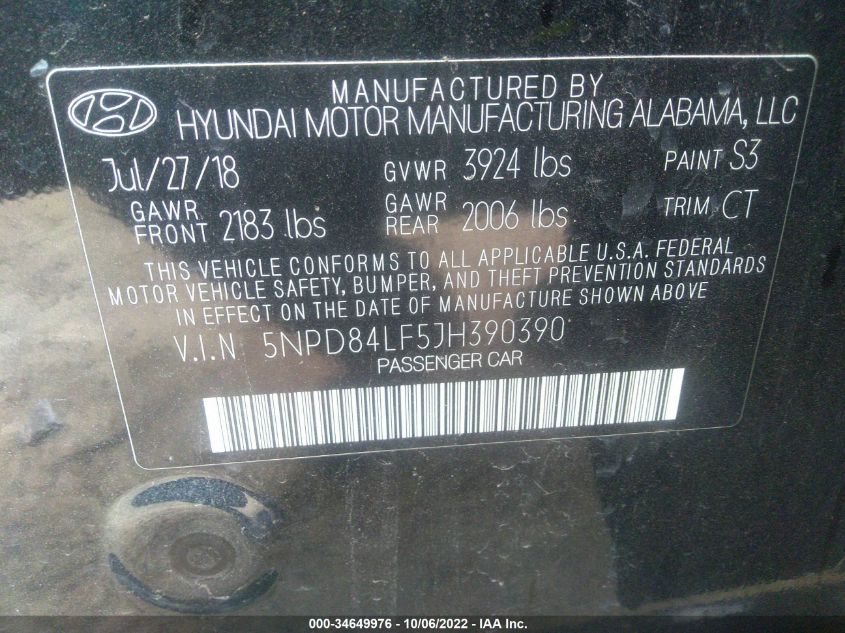 MANUFACTURED BY
HYUNDAI MOTOR MANUFACTURING ALABAMA, LLC
Jul/27/18 GVWR 3924 lbs PAINT S3
GAWR FRONT 2183 lbs GAWR REAR 2006 lbs TRIM CT
THIS VEHICLE CONFORMS TO ALL APPLICABLE U.S.A. FEDERAL
MOTOR VEHICLE SAFETY, BUMPER, AND THEFT PREVENTION STANDARDS
IN EFFECT ON THE DATE OF MANUFACTURE SHOWN ABOVE
V.I.N 5NPD84LF5JH390390
PASSENGER CAR
000-34649976 - 10/06/2022 - IAA Inc.